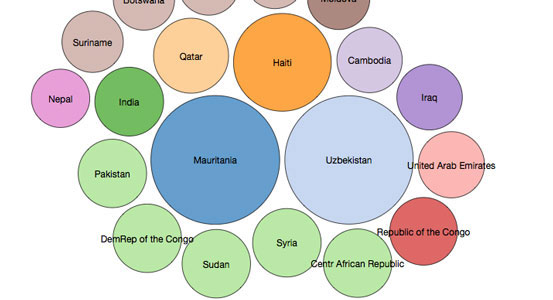 Botswana
Moldova
Suriname
Qatar
Haiti
Cambodia
Nepal
India
Iraq
Pakistan
Mauritania
Uzbekistan
United Arab Emirates
DemRep of the Congo
Sudan
Syria
Centr African Republic
Republic of the Congo